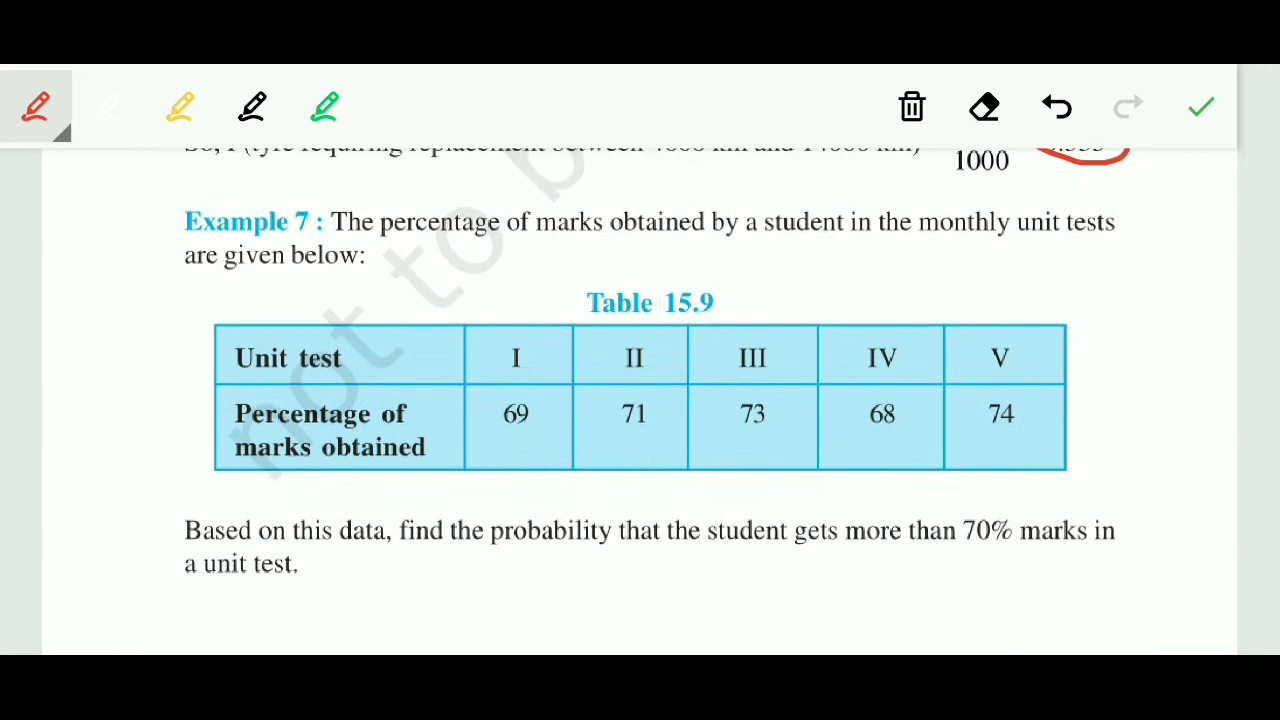 1000
Example 7 : The percentage of marks obtained by a student in the monthly unit tests
are given below:
Table 15.9
Unit test I II III IV V
Percentage of 69 71 73 68 74
marks obtained
Based on this data, find the probability that the student gets more than 70% marks in
a unit test.
not to b